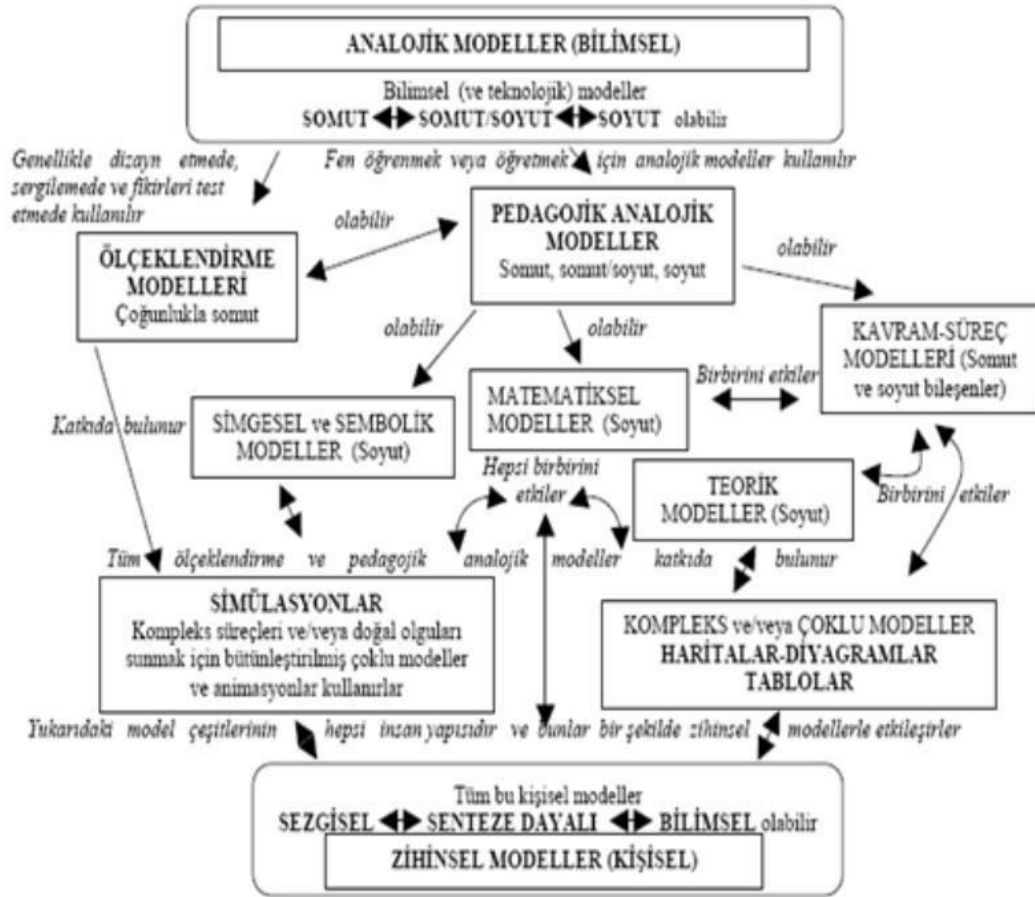 ANALOJİK MODELLER (BİLİMSEL)
Bilimsel (ve teknolojik) modeller
SOMUT SOMUT/SOYUT SOYUT olabilir
Genellikle dizayn etmede,
sergilemede ve fikirleri test
etmede kullanılır
Fen öğrenmek veya öğretmek için analojik modeller kullanılır
olabilir
PEDAGOJİK ANALOJİK
MODELLER
Somut, somut/soyut, soyut
olabilir
ÖLÇEKLENDİRME
MODELLERİ
Çoğunlukla somut
olabilir
olabilir
KAVRAM-SÜREÇ
MODELLERİ (Somut
ve soyut bileşenler)
Birbirini etkiler
MATEMATİKSEL
MODELLER (Soyut)
SİMGESEL ve SEMBOLİK
MODELLER (Soyut)
Katkıda bulunur
Hepsi birbirini
etkiler
TEORİK
MODELLER (Soyut)
Birbirini etkiler
Tüm ölçeklendirme ve pedagojik analojik modeller katkıda bulunur
SİMÜLASYONLAR
Kompleks süreçleri ve/veya doğal olguları
sunmak için bütünleştirilmiş çoklu modeller
ve animasyonlar kullanırlar
KOMPLEKS ve/veya ÇOKLU MODELLER
HARİTALAR-DİYAGRAMLAR
TABLOLAR
Yukarıdaki model çeşitlerinin hepsi insan yapısıdır ve bunlar bir şekilde zihinsel modellerle etkileşirler
Tüm bu kişisel modeller
SEZGİSEL SENTEZE DAYALI BİLİMSEL olabilir
ZİHİNSEL MODELLER (KİŞİSEL)